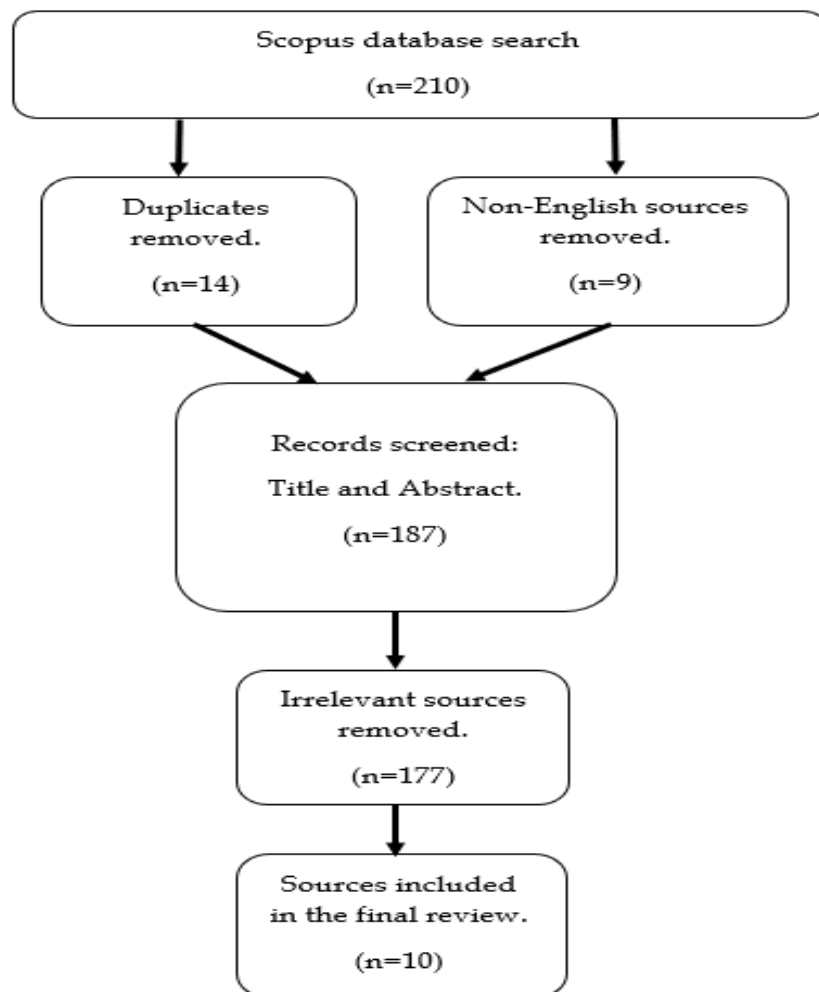 Scopus database search
(n=210)
Duplicates
removed.
(n=14)
Non-English sources
removed.
(n=9)
Records screened:
Title and Abstract.
(n=187)
Irrelevant sources
removed.
(n=177)
Sources included
in the final review.
(n=10)